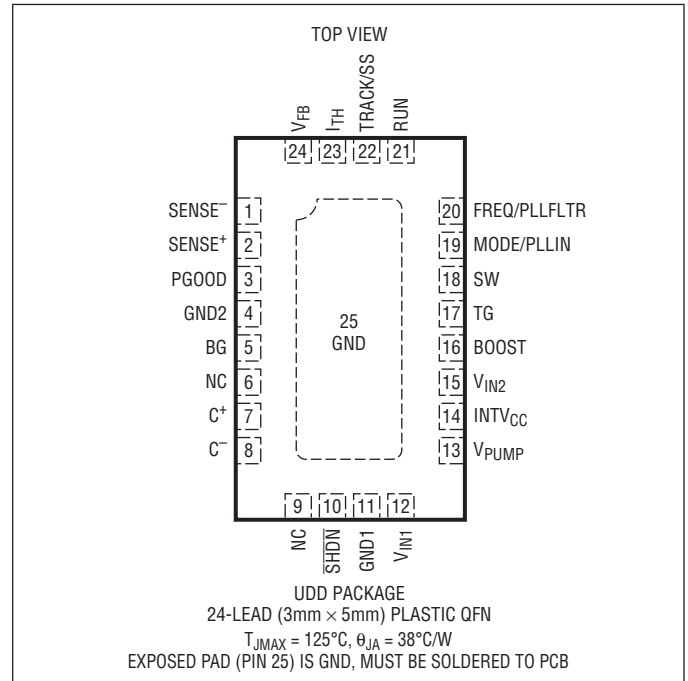 TOP VIEW
VFB
ITH
TRACK/SS
RUN
24 23 22 21
SENSE– 1
SENSE+ 2
PGOOD 3
GND2 4
BG 5
NC 6
C+ 7
C– 8
25
GND
20 FREQ/PLLFLTR
19 MODE/PLLIN
18 SW
17 TG
16 BOOST
15 VIN2
14 INTVCC
13 VPUMP
9 10 11 12
NC
SHDN
GND1
VIN1
UDD PACKAGE
24-LEAD (3mm × 5mm) PLASTIC QFN
TJMAX = 125°C, θJA = 38°C/W
EXPOSED PAD (PIN 25) IS GND, MUST BE SOLDERED TO PCB